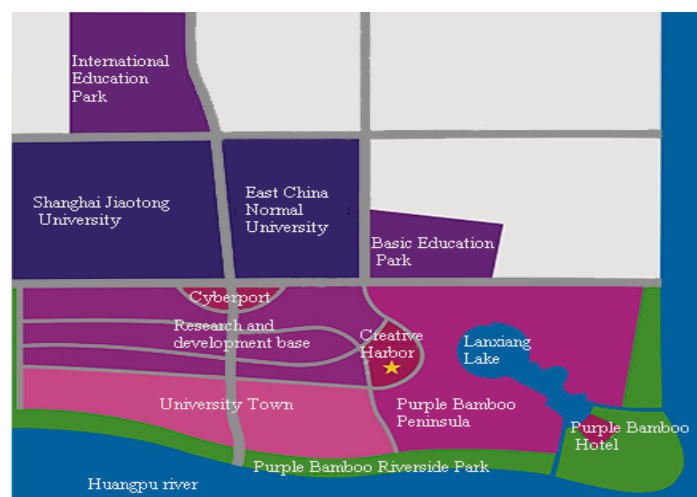 International
Education
Park
Shanghai Jiaotong
University
East China
Normal
University
Basic Education
Park
Cyberport
Research and
development base
Creative
Harbor
Lanxiang
Lake
University Town
Purple Bamboo
Peninsula
Purple Bamboo
Hotel
Purple Bamboo Riverside Park
Huangpu river